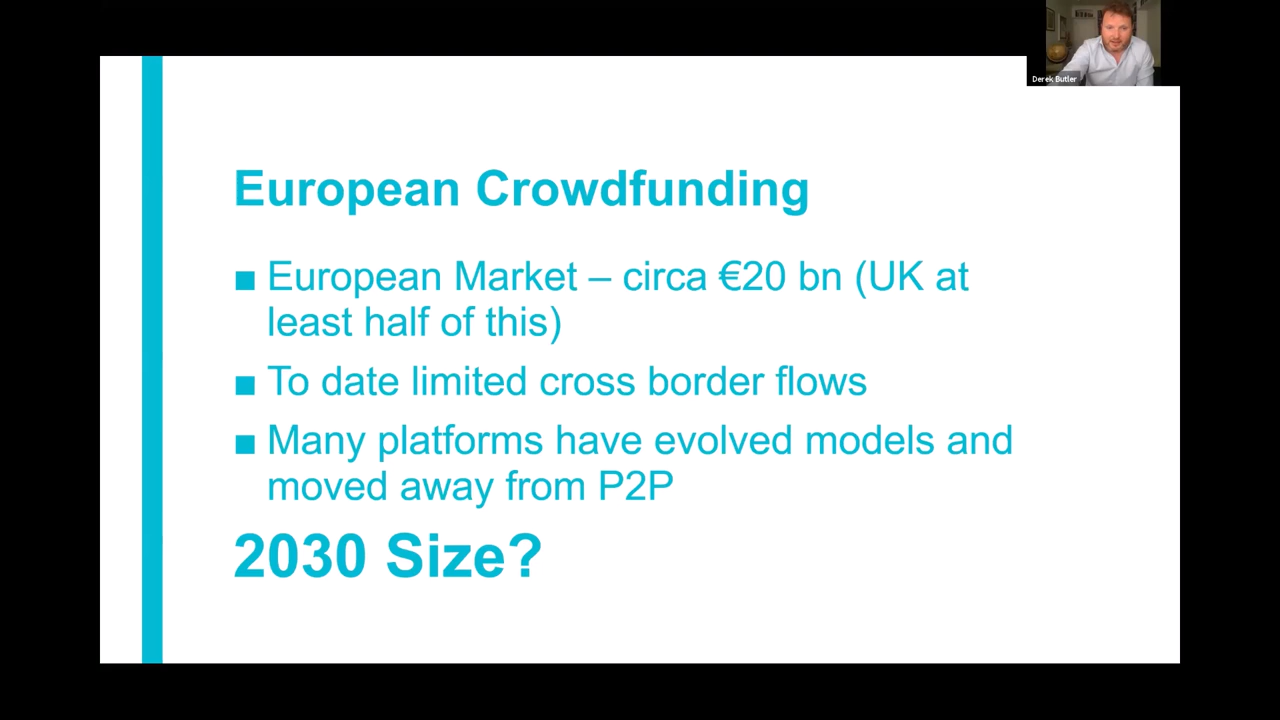 Derek Butler
European Crowdfunding
■ European Market – circa €20 bn (UK at
least half of this)
■ To date limited cross border flows
■ Many platforms have evolved models and
moved away from P2P
2030 Size?